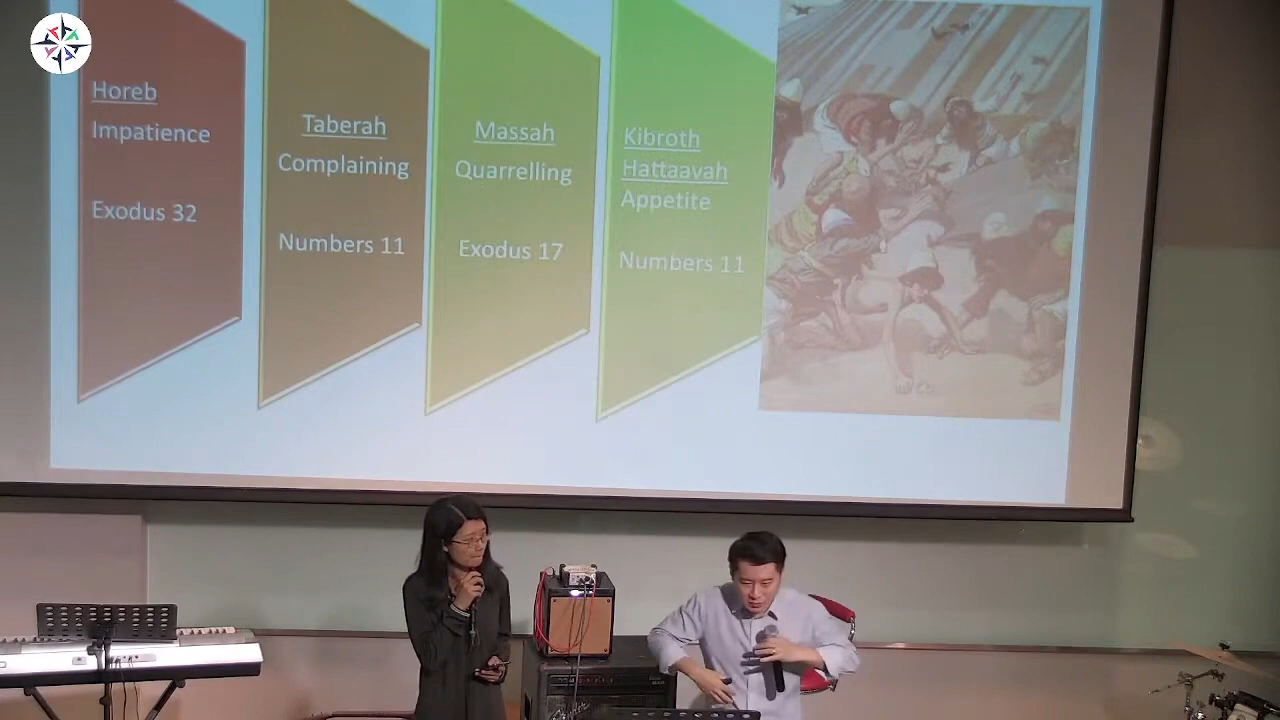 Horeb
Impatience
Exodus 32
Taberah
Complaining
Numbers 11
Massah
Quarrelling
Exodus 17
Kibroth
Hattaavah
Appetite
Numbers 11